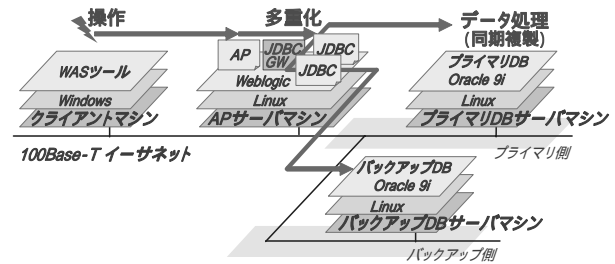 操作
多重化
データ処理
(同期複製)
AP
JDBC
GW
JDBC
JDBC
WASツール
Windows
クライアントマシン
Weblogic
Linux
APサーバマシン
プライマリDB
Oracle 9i
Linux
プライマリDBサーバマシン
100Base-T イーサネット
プライマリ側
バックアップDB
Oracle 9i
Linux
バックアップDBサーバマシン
バックアップ側